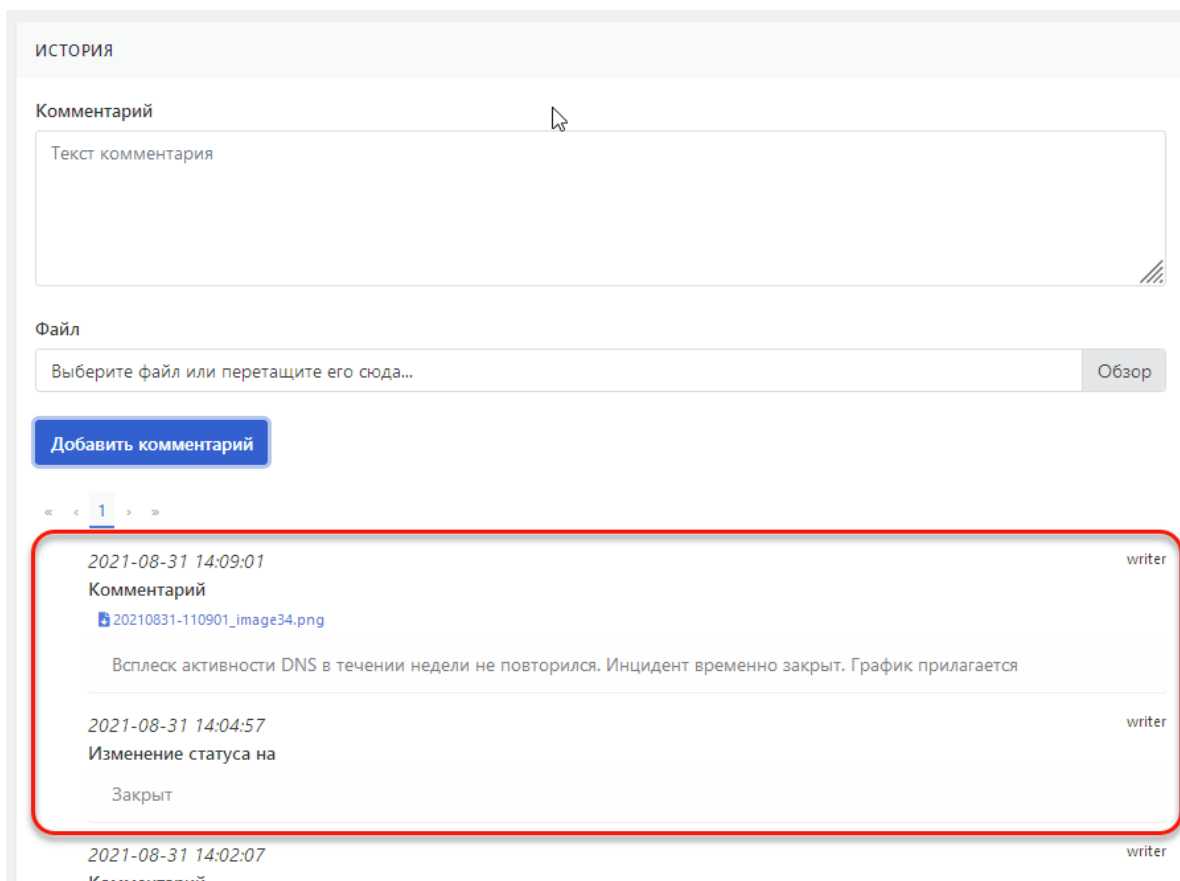 ИСТОРИЯ
Комментарий
Текст комментария
Файл
Выберите файл или перетащите его сюда...
Обзор
Добавить комментарий
« ‹ 1 › »
2021-08-31 14:09:01
writer
Комментарий
20210831-110901_image34.png
Всплеск активности DNS в течении недели не повторился. Инцидент временно закрыт. График прилагается
2021-08-31 14:04:57
writer
Изменение статуса на
Закрыт
2021-08-31 14:02:07
writer
Комментарий